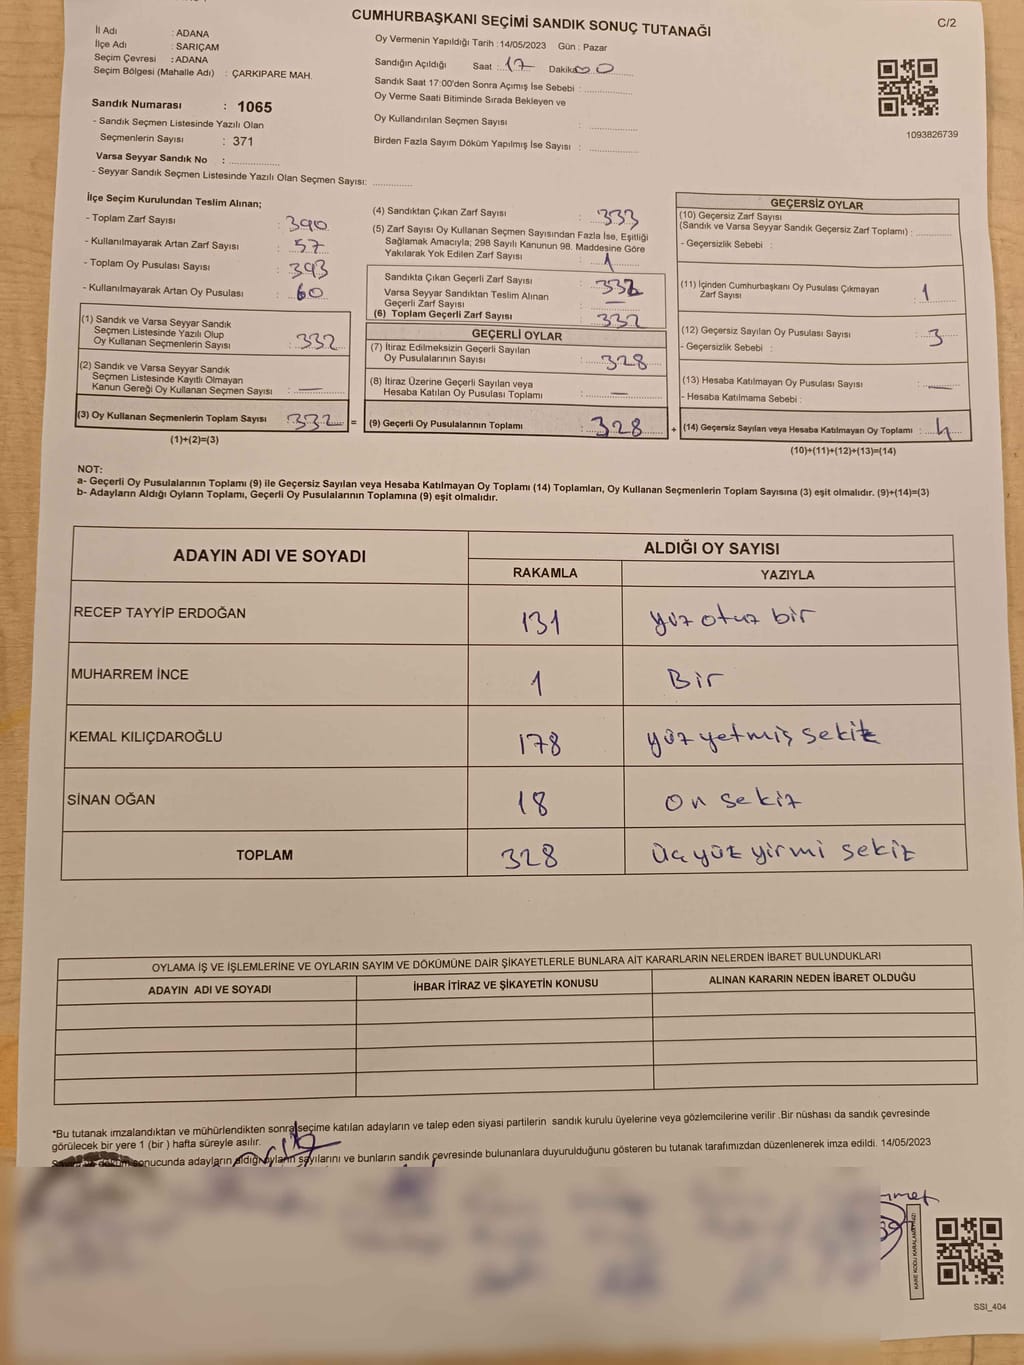 CUMHURBAŞKANI SEÇİMİ SANDIK SONUÇ TUTANAĞI
C/2
İl Adı : ADANA
İlçe Adı : SARIÇAM
Seçim Çevresi : ADANA
Seçim Bölgesi (Mahalle Adı) : ÇARKIPARE MAH.
Sandık Numarası : 1065
- Sandık Seçmen Listesinde Yazılı Olan
Seçmenlerin Sayısı : 371
Varsa Seyyar Sandık No :
- Seyyar Sandık Seçmen Listesinde Yazılı Olan Seçmen Sayısı:
Oy Vermenin Yapıldığı Tarih : 14/05/2023 Gün : Pazar
Sandığın Açıldığı Saat : 17 Dakika 00
Sandık Saat 17:00'den Sonra Açımış İse Sebebi :
Oy Verme Saati Bitiminde Sırada Bekleyen ve
Oy Kullandırılan Seçmen Sayısı :
Birden Fazla Sayım Döküm Yapılmış İse Sayısı :
1093826739
İlçe Seçim Kurulundan Teslim Alınan;
- Toplam Zarf Sayısı : 390
- Kullanılmayarak Artan Zarf Sayısı : 57
- Toplam Oy Pusulası Sayısı : 393
- Kullanılmayarak Artan Oy Pusulası : 60
(1) Sandık ve Varsa Seyyar Sandık
Seçmen Listesinde Yazılı Olup
Oy Kullanan Seçmenlerin Sayısı : 332
(2) Sandık ve Varsa Seyyar Sandık
Seçmen Listesinde Kayıtlı Olmayan
Kanun Gereği Oy Kullanan Seçmen Sayısı : —
(3) Oy Kullanan Seçmenlerin Toplam Sayısı : 332 =
(1)+(2)=(3)
(4) Sandıktan Çıkan Zarf Sayısı : 333
(5) Zarf Sayısı Oy Kullanan Seçmen Sayısından Fazla İse, Eşitliği
Sağlamak Amacıyla; 298 Sayılı Kanunun 98. Maddesine Göre
Yakılarak Yok Edilen Zarf Sayısı : 1
Sandıkta Çıkan Geçerli Zarf Sayısı : 332
Varsa Seyyar Sandıktan Teslim Alınan
Geçerli Zarf Sayısı : —
(6) Toplam Geçerli Zarf Sayısı : 332
GEÇERLİ OYLAR
(7) İtiraz Edilmeksizin Geçerli Sayılan
Oy Pusulalarının Sayısı : 328
(8) İtiraz Üzerine Geçerli Sayılan veya
Hesaba Katılan Oy Pusulası Toplamı : —
(9) Geçerli Oy Pusulalarının Toplamı : 328 +
GEÇERSİZ OYLAR
(10) Geçersiz Zarf Sayısı
(Sandık ve Varsa Seyyar Sandık Geçersiz Zarf Toplamı) :
- Geçersizlik Sebebi :
(11) İçinden Cumhurbaşkanı Oy Pusulası Çıkmayan
Zarf Sayısı : 1
(12) Geçersiz Sayılan Oy Pusulası Sayısı : 3
- Geçersizlik Sebebi :
(13) Hesaba Katılmayan Oy Pusulası Sayısı : —
- Hesaba Katılmama Sebebi :
(14) Geçersiz Sayılan veya Hesaba Katılmayan Oy Toplamı : 4
(10)+(11)+(12)+(13)=(14)
NOT:
a- Geçerli Oy Pusulalarının Toplamı (9) ile Geçersiz Sayılan veya Hesaba Katılmayan Oy Toplamı (14) Toplamları, Oy Kullanan Seçmenlerin Toplam Sayısına (3) eşit olmalıdır. (9)+(14)=(3)
b- Adayların Aldığı Oyların Toplamı, Geçerli Oy Pusulalarının Toplamına (9) eşit olmalıdır.
ADAYIN ADI VE SOYADI
ALDIĞI OY SAYISI
RAKAMLA YAZIYLA
RECEP TAYYİP ERDOĞAN 131 yüz otuz bir
MUHARREM İNCE 1 Bir
KEMAL KILIÇDAROĞLU 178 yüz yetmiş sekiz
SİNAN OĞAN 18 on sekiz
TOPLAM 328 üç yüz yirmi sekiz
OYLAMA İŞ VE İŞLEMLERİNE VE OYLARIN SAYIM VE DÖKÜMÜNE DAİR ŞİKAYETLERLE BUNLARA AİT KARARLARIN NELERDEN İBARET BULUNDUKLARI
ADAYIN ADI VE SOYADI İHBAR İTİRAZ VE ŞİKAYETİN KONUSU ALINAN KARARIN NEDEN İBARET OLDUĞU
*Bu tutanak imzalandıktan ve mühürlendikten sonra seçime katılan adayların ve talep eden siyasi partilerin sandık kurulu üyelerine veya gözlemcilerine verilir .Bir nüshası da sandık çevresinde
görülecek bir yere 1 (bir ) hafta süreyle asılır.
döküm sonucunda adayların aldığı oyların sayılarını ve bunların sandık çevresinde bulunanlara duyurulduğunu gösteren bu tutanak tarafımızdan düzenlenerek imza edildi. 14/05/2023
SSI_404